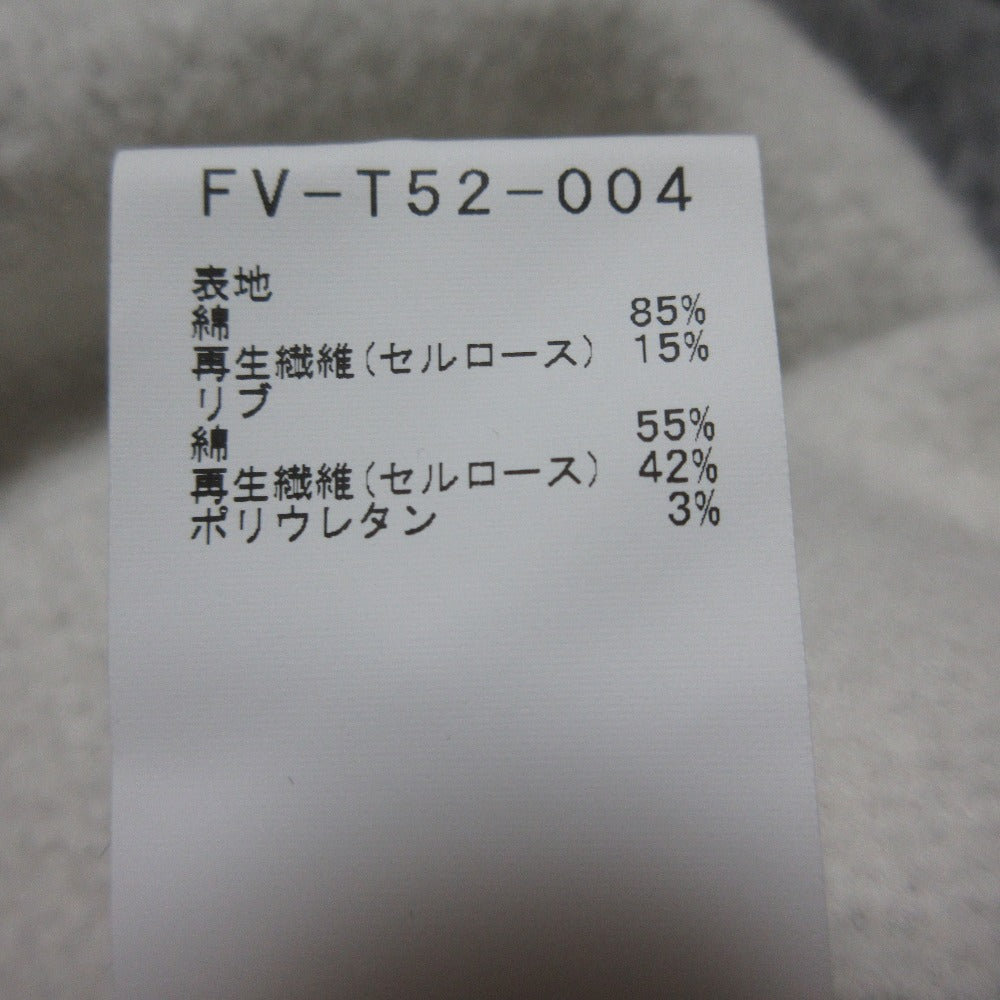 FV-T52-004
表地
綿 85%
再生繊維(セルロース) 15%
リブ
綿 55%
再生繊維(セルロース) 42%
ポリウレタン 3%